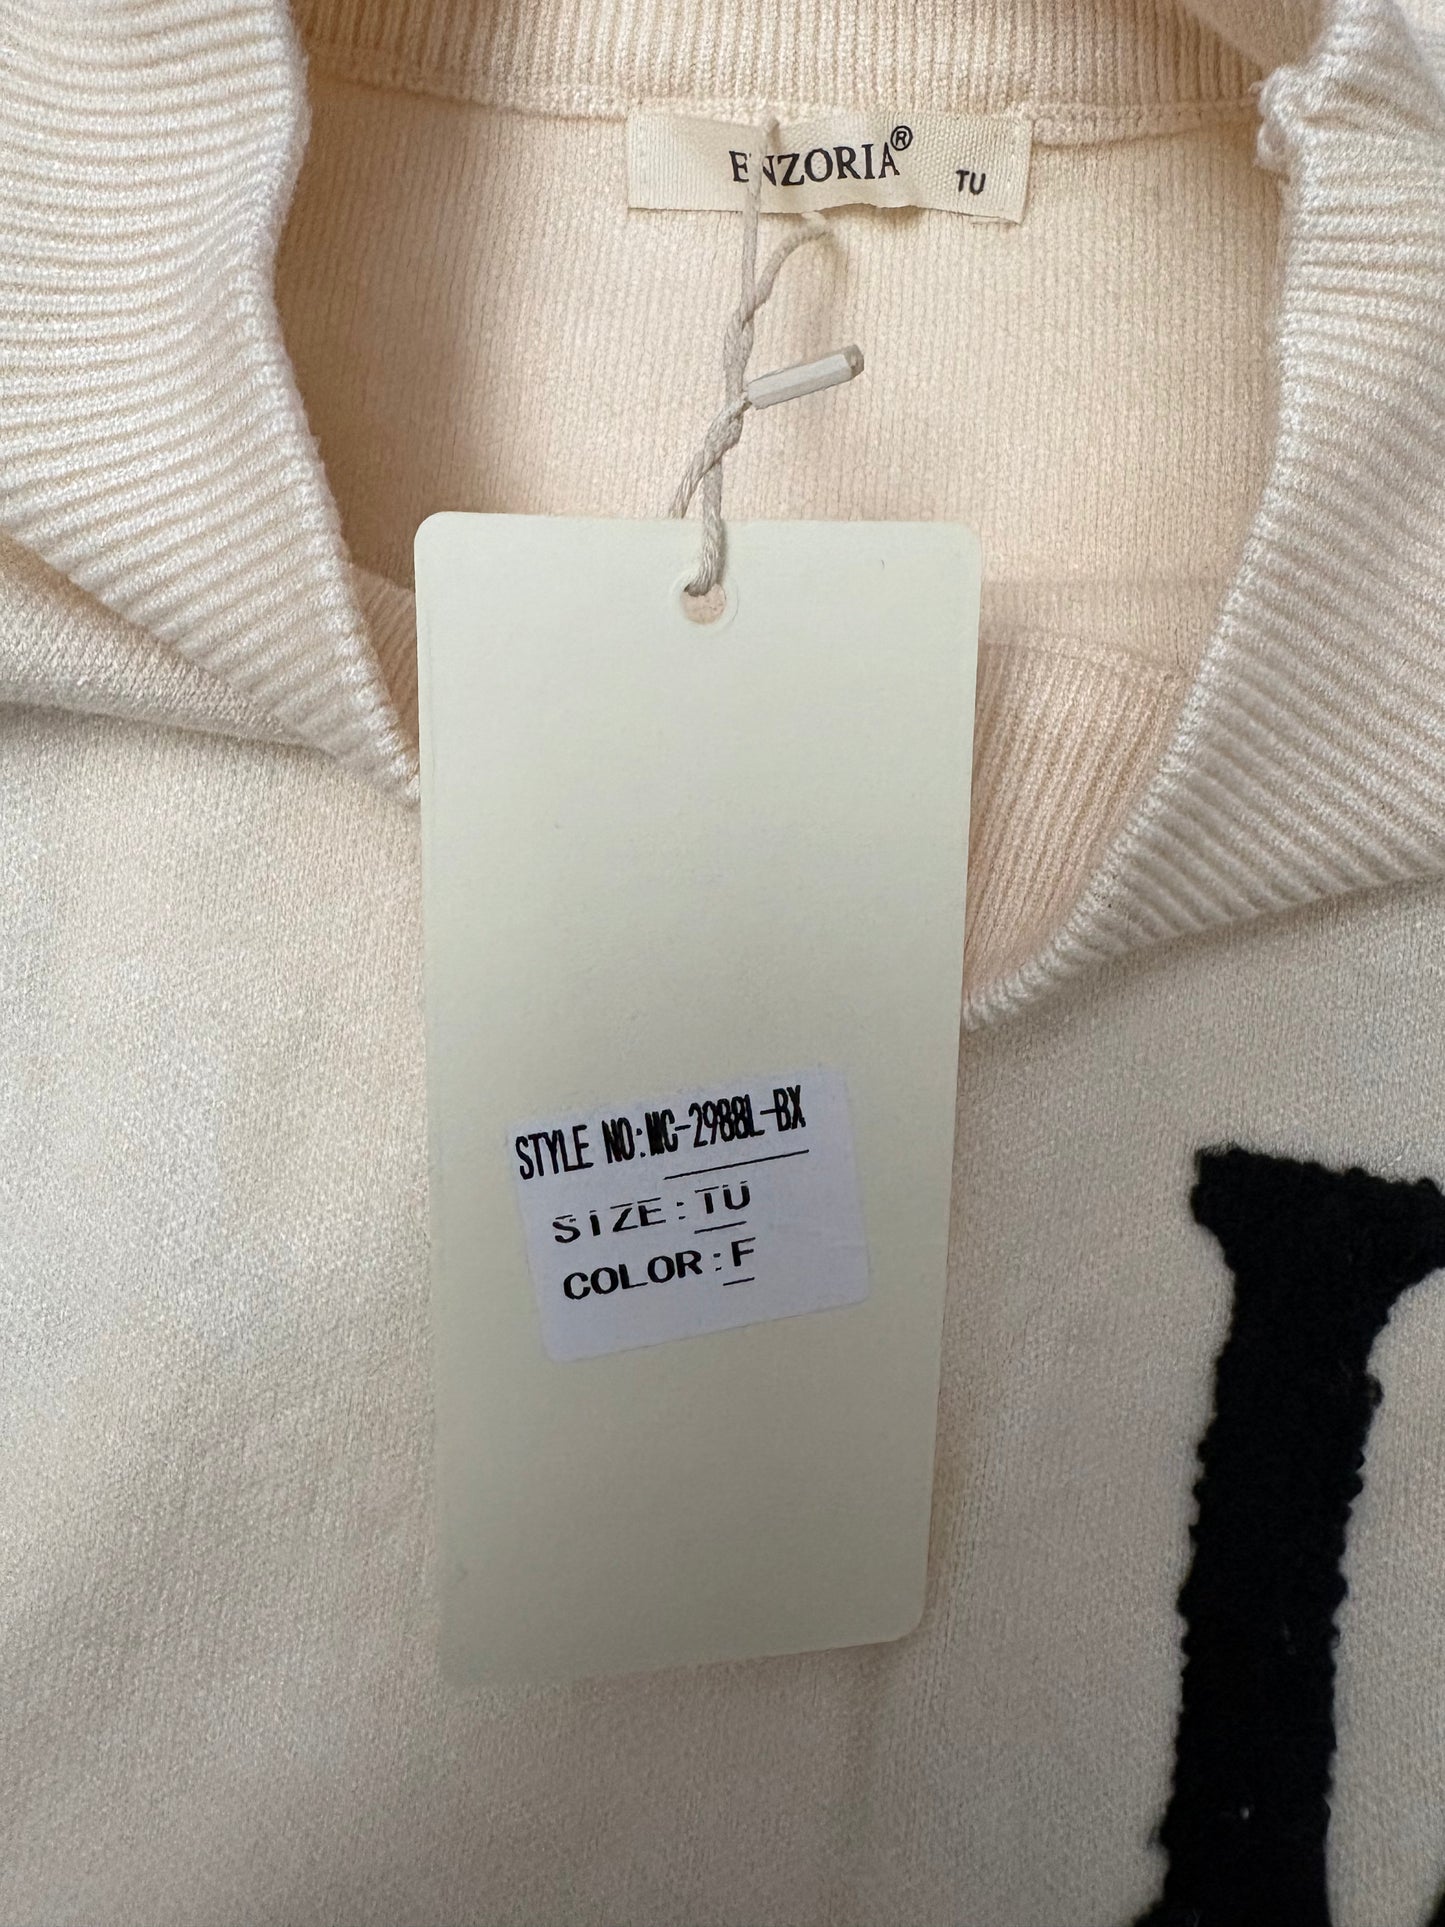 ENZORIA®
TU
STYLE NO:MC-2988L-BX
SIZE:TU
COLOR:F